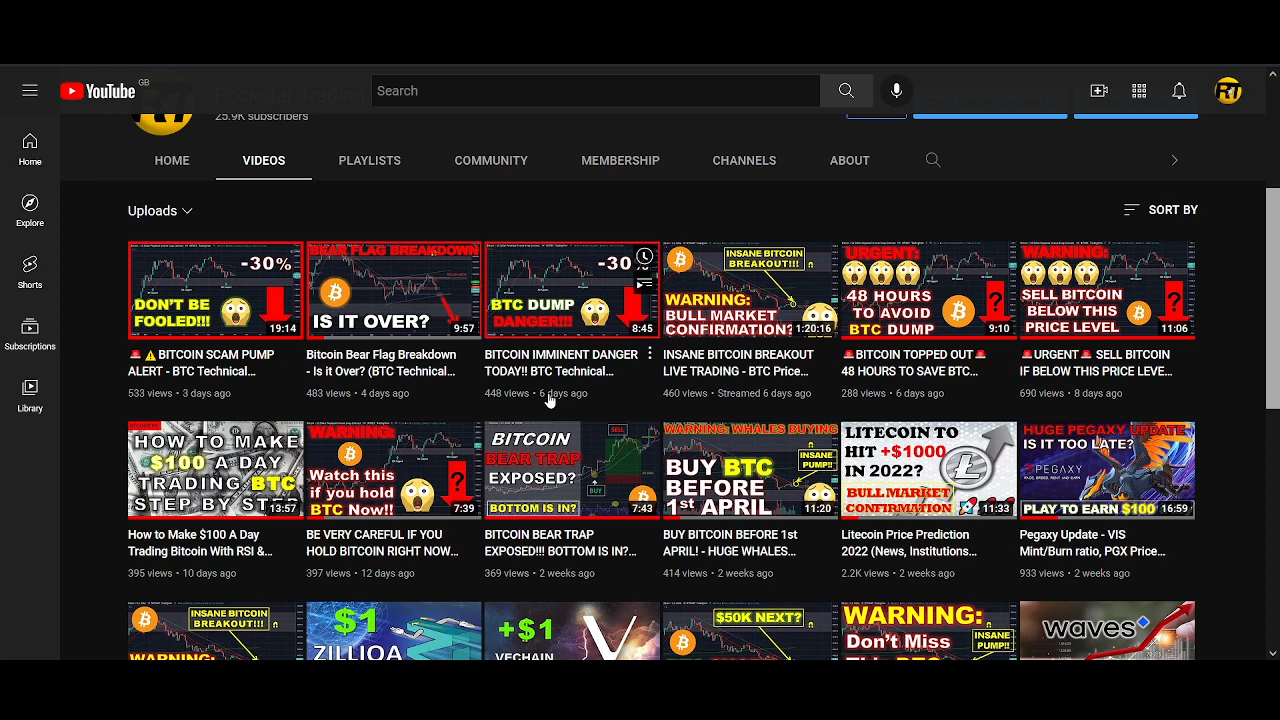 YouTube GB
Search
RT
Rockstar Trading
25.9K subscribers
Home
Explore
Shorts
Subscriptions
Library
HOME VIDEOS PLAYLISTS COMMUNITY MEMBERSHIP CHANNELS ABOUT
Uploads
SORT BY
-30%
DON'T BE
FOOLED!!!
19:14
BEAR FLAG BREAKDOWN
IS IT OVER?
9:57
-30
BTC DUMP
DANGER!!!
8:45
INSANE BITCOIN
BREAKOUT!!!
WARNING:
BULL MARKET
CONFIRMATION?
1:20:16
URGENT:
48 HOURS
TO AVOID
BTC DUMP
?
9:10
WARNING:
SELL BITCOIN
BELOW THIS
PRICE LEVEL
?
11:06
🚨⚠️BITCOIN SCAM PUMP
ALERT - BTC Technical...
533 views • 3 days ago
Bitcoin Bear Flag Breakdown
- Is it Over? (BTC Technical...
483 views • 4 days ago
BITCOIN IMMINENT DANGER
TODAY!! BTC Technical...
448 views • 6 days ago
INSANE BITCOIN BREAKOUT
LIVE TRADING - BTC Price...
460 views • Streamed 6 days ago
🚨BITCOIN TOPPED OUT🚨
48 HOURS TO SAVE BTC...
288 views • 6 days ago
🚨URGENT🚨 SELL BITCOIN
IF BELOW THIS PRICE LEVE...
690 views • 8 days ago
HOW TO MAKE
$100 A DAY
TRADING BTC
STEP BY ST
13:57
WARNING:
Watch this
if you hold
BTC Now!!
?
7:39
BITCOIN
BEAR TRAP
EXPOSED?
BOTTOM IS IN?
SELL
BUY
7:43
WARNING: WHALES BUYING
INSANE
PUMP!!
BUY BTC
BEFORE
1st APRIL
11:20
LITECOIN TO
HIT +$1000
IN 2022?
BULL MARKET
CONFIRMATION
11:33
HUGE PEGAXY UPDATE
IS IT TOO LATE?
PEGAXY
PLAY TO EARN $100
16:59
How to Make $100 A Day
Trading Bitcoin With RSI &...
395 views • 10 days ago
BE VERY CAREFUL IF YOU
HOLD BITCOIN RIGHT NOW...
397 views • 12 days ago
BITCOIN BEAR TRAP
EXPOSED!!! BOTTOM IS IN?...
369 views • 2 weeks ago
BUY BITCOIN BEFORE 1st
APRIL! - HUGE WHALES...
414 views • 2 weeks ago
Litecoin Price Prediction
2022 (News, Institutions...
2.2K views • 2 weeks ago
Pegaxy Update - VIS
Mint/Burn ratio, PGX Price...
933 views • 2 weeks ago
INSANE BITCOIN
BREAKOUT!!!
WARNING:
$1
ZILLIQA
+$1
VECHAIN
V
$50K NEXT?
WARNING:
Don't Miss
INSANE
PUMP!!
waves